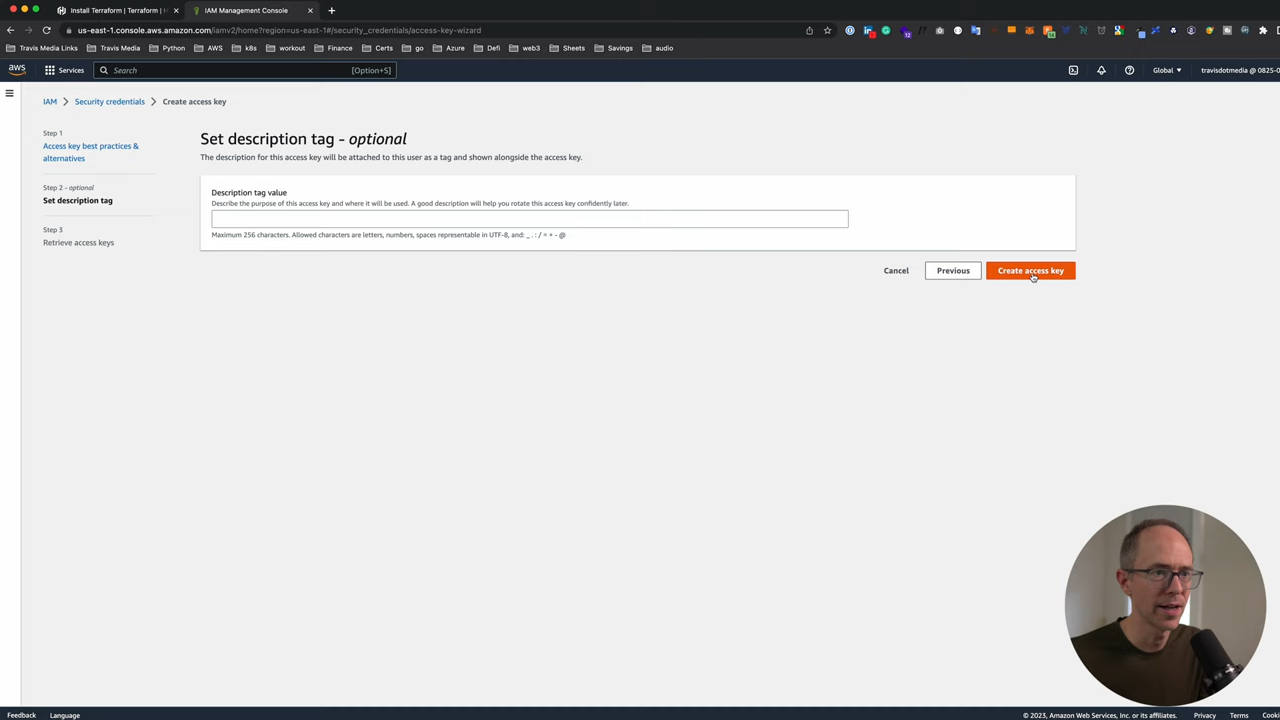 Install Terraform | Terraform | H
IAM Management Console
us-east-1.console.aws.amazon.com/iamv2/home?region=us-east-1#/security_credentials/access-key-wizard
Travis Media Links
Travis Media
Python
AWS
k8s
workout
Finance
Certs
go
Azure
Defi
web3
Sheets
Savings
audio
aws
Services
Search
[Option+S]
Global
travisdotmedia @ 0825-0
IAM
Security credentials
Create access key
Step 1
Access key best practices &
alternatives
Step 2 - optional
Set description tag
Step 3
Retrieve access keys
Set description tag - optional
The description for this access key will be attached to this user as a tag and shown alongside the access key.
Description tag value
Describe the purpose of this access key and where it will be used. A good description will help you rotate this access key confidently later.
Maximum 256 characters. Allowed characters are letters, numbers, spaces representable in UTF-8, and: _ . : / = + - @
Cancel
Previous
Create access key
Feedback
Language
© 2023, Amazon Web Services, Inc. or its affiliates.
Privacy
Terms
Cooki